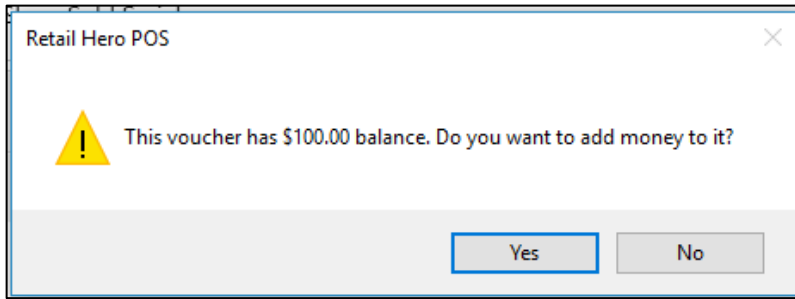 Retail Hero POS
This voucher has $100.00 balance. Do you want to add money to it?
Yes
No